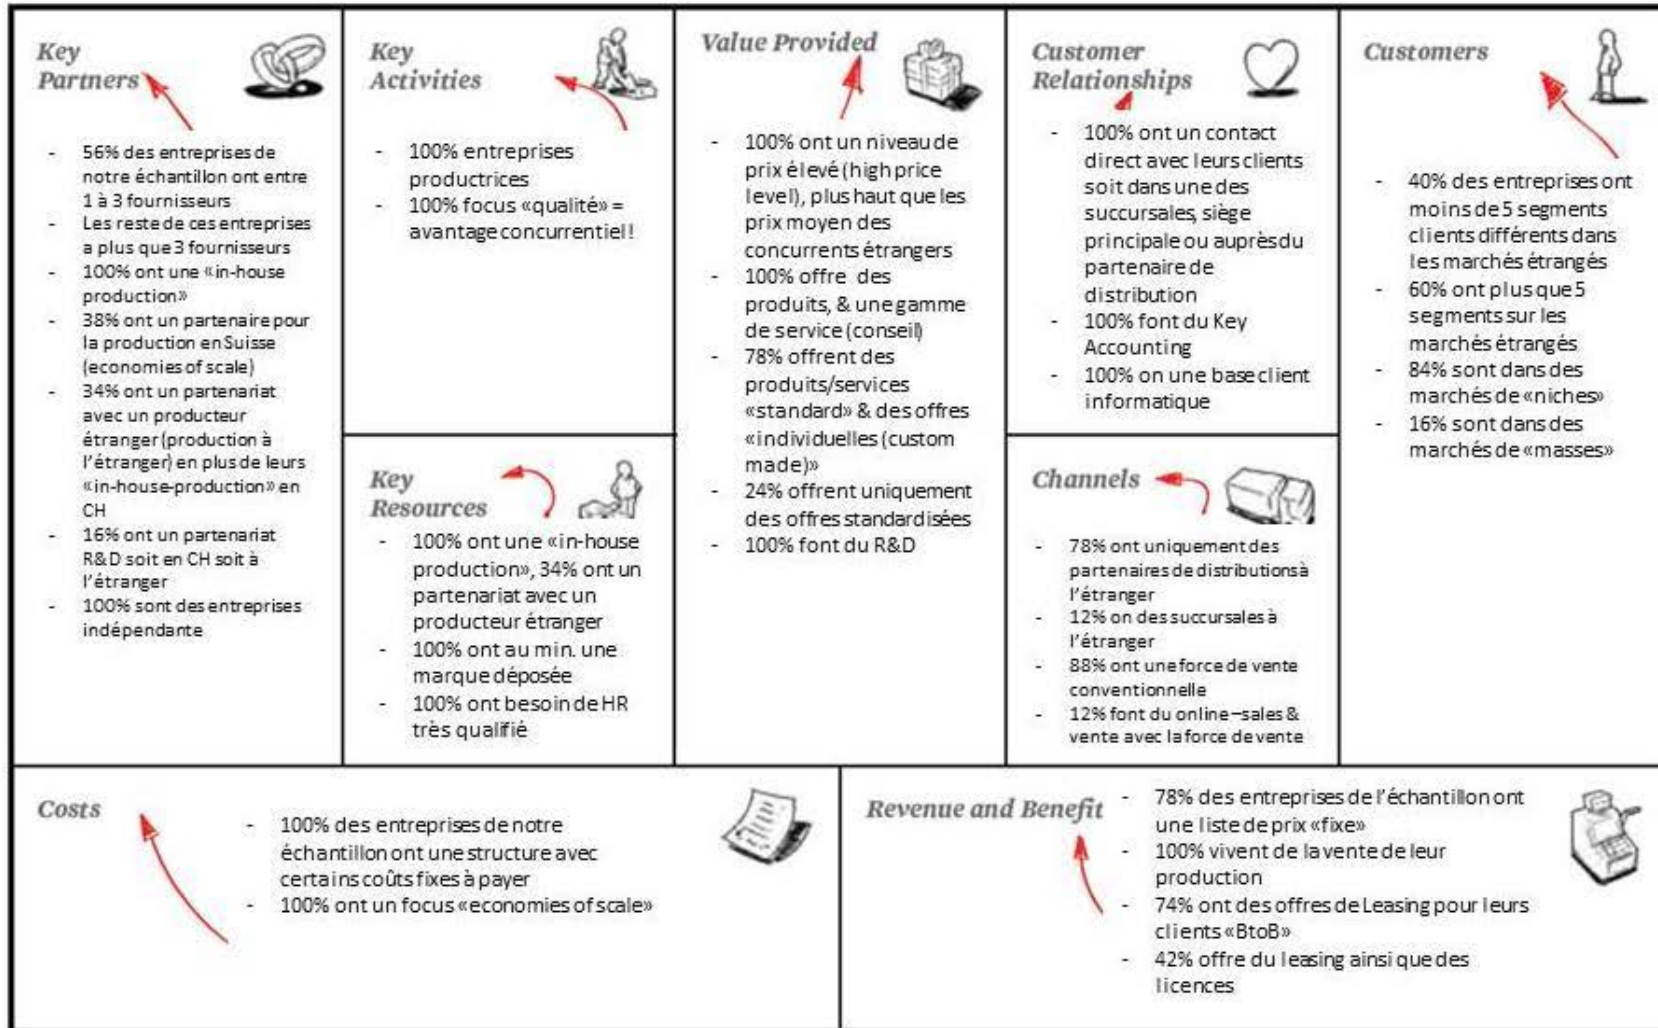 Key
Partners
- 56% des entreprises de
notre échantillon ont entre
1 à 3 fournisseurs
- Les reste de ces entreprises
a plus que 3 fournisseurs
- 100% ont une «in-house
production»
- 38% ont un partenaire pour
la production en Suisse
(economies of scale)
- 34% ont un partenariat
avec un producteur
étranger (production à
l'étranger) en plus de leurs
«in-house-production» en
CH
- 16% ont un partenariat
R&D soit en CH soit à
l'étranger
- 100% sont des entreprises
indépendante
Key
Activities
- 100% entreprises
productrices
- 100% focus «qualité» =
avantage concurrentiel!
Key
Resources
- 100% ont une «in-house
production», 34% ont un
partenariat avec un
producteur étranger
- 100% ont au min. une
marque déposée
- 100% ont besoin de HR
très qualifié
Value Provided
- 100% ont un niveau de
prix élevé (high price
level), plus haut que les
prix moyen des
concurrents étrangers
- 100% offre des
produits, & une gamme
de service (conseil)
- 78% offrent des
produits/services
«standard» & des offres
«individuelles (custom
made)»
- 24% offrent uniquement
des offres standardisées
- 100% font du R&D
Customer
Relationships
- 100% ont un contact
direct avec leurs clients
soit dans une des
succursales, siège
principale ou auprès du
partenaire de
distribution
- 100% font du Key
Accounting
- 100% on une base client
informatique
Channels
- 78% ont uniquement des
partenaires de distributions à
l'étranger
- 12% on des succursales à
l'étranger
- 88% ont une force de vente
conventionnelle
- 12% font du online–sales &
vente avec la force de vente
Customers
- 40% des entreprises ont
moins de 5 segments
clients différents dans
les marchés étrangés
- 60% ont plus que 5
segments sur les
marchés étrangés
- 84% sont dans des
marchés de «niches»
- 16% sont dans des
marchés de «masses»
Costs
- 100% des entreprises de notre
échantillon ont une structure avec
certains coûts fixes à payer
- 100% ont un focus «economies of scale»
Revenue and Benefit
- 78% des entreprises de l'échantillon ont
une liste de prix «fixe»
- 100% vivent de la vente de leur
production
- 74% ont des offres de Leasing pour leurs
clients «BtoB»
- 42% offre du leasing ainsi que des
licences